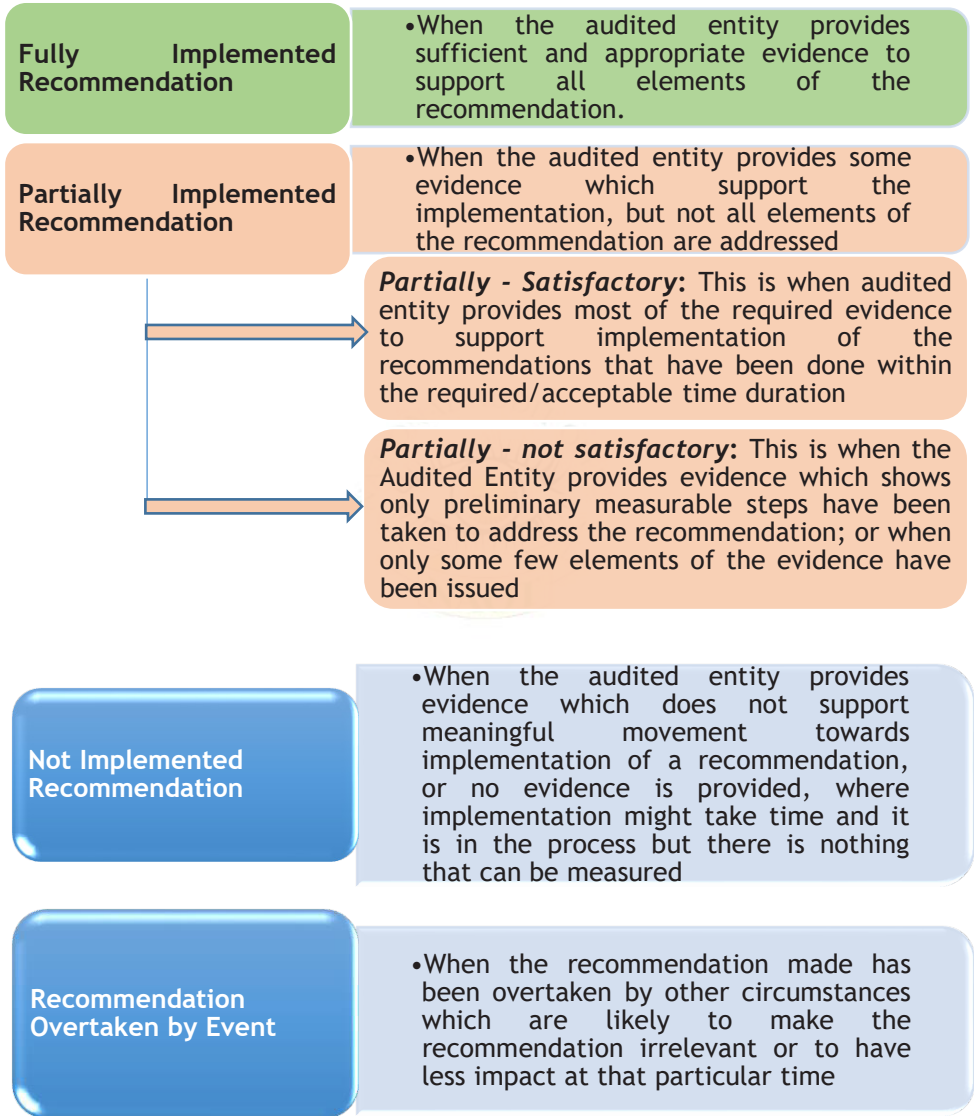 Fully Implemented
Recommendation
•When the audited entity provides
sufficient and appropriate evidence to
support all elements of the
recommendation.
Partially Implemented
Recommendation
•When the audited entity provides some
evidence which support the
implementation, but not all elements of
the recommendation are addressed
Partially - Satisfactory: This is when audited
entity provides most of the required evidence
to support implementation of the
recommendations that have been done within
the required/acceptable time duration
Partially - not satisfactory: This is when the
Audited Entity provides evidence which shows
only preliminary measurable steps have been
taken to address the recommendation; or when
only some few elements of the evidence have
been issued
Not Implemented
Recommendation
•When the audited entity provides
evidence which does not support
meaningful movement towards
implementation of a recommendation,
or no evidence is provided, where
implementation might take time and it
is in the process but there is nothing
that can be measured
Recommendation
Overtaken by Event
•When the recommendation made has
been overtaken by other circumstances
which are likely to make the
recommendation irrelevant or to have
less impact at that particular time